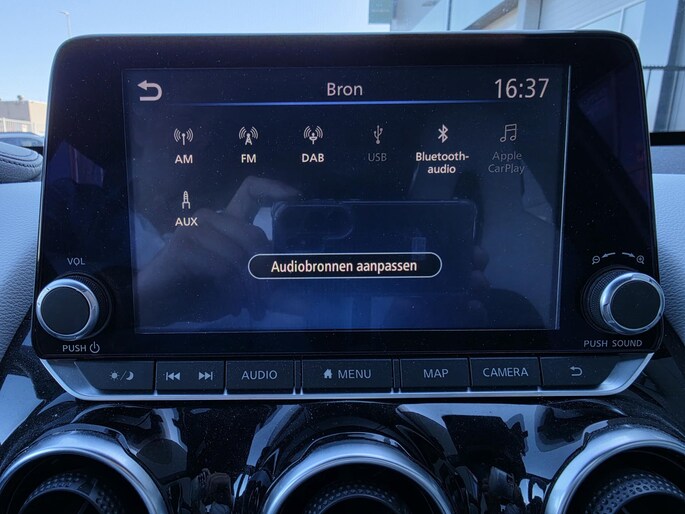 Bron
16:37
AM
FM
DAB
USB
Bluetooth-
audio
Apple
CarPlay
AUX
Audiobronnen aanpassen
VOL
PUSH
PUSH SOUND
AUDIO
MENU
MAP
CAMERA